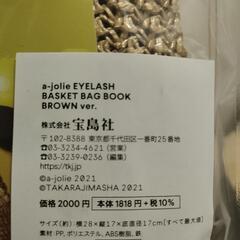 a-jolie EYELASH
BASKET BAG BOOK
BROWN ver.
株式会社 宝島社
〒102-8388 東京都千代田区一番町25番地
☎03-3234-4621（営業）
☎03-3239-0236（編集）
https://tkj.jp
©a-jolie 2021
©TAKARAJIMASHA 2021
価格 2000円 本体 1818円+税10%
サイズ(約):横28×縦17×底直径17cm[すべて最大値]
素材:PP、ポリエステル、ABS樹脂、鉄